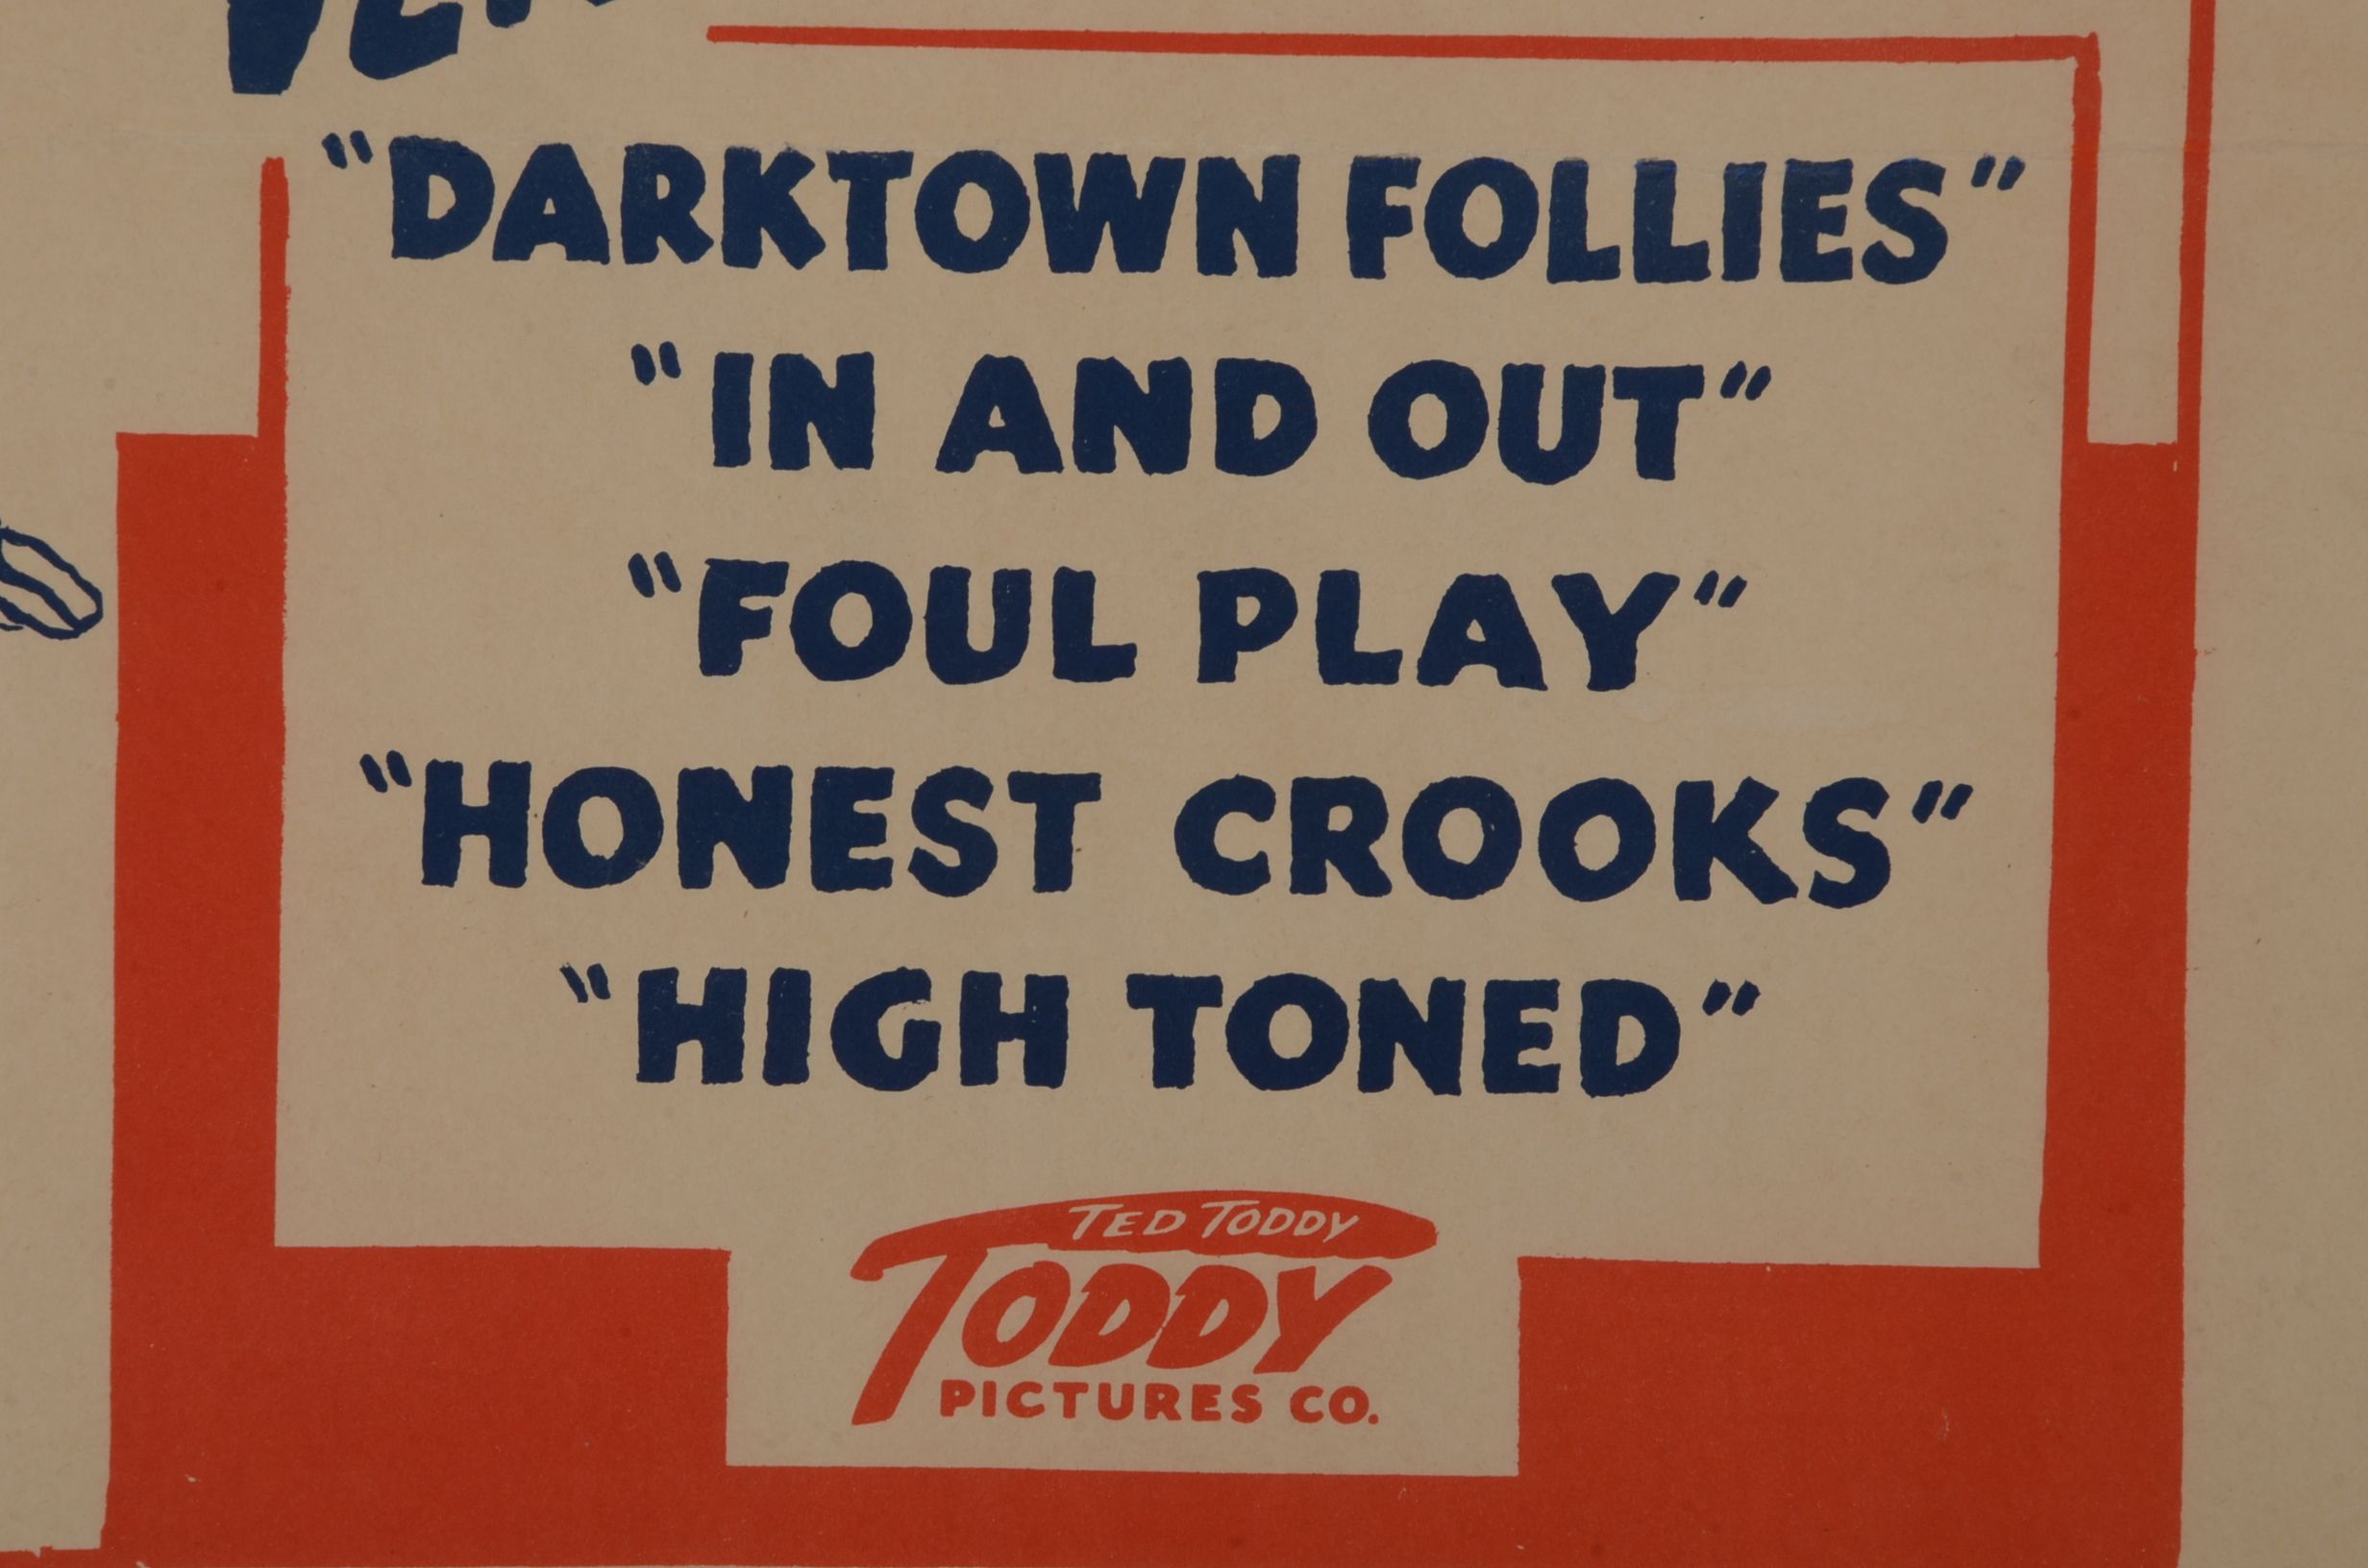 "DARKTOWN FOLLIES"
"IN AND OUT"
"FOUL PLAY"
"HONEST CROOKS"
"HIGH TONED"
TED TODDY
TODDY
PICTURES CO.